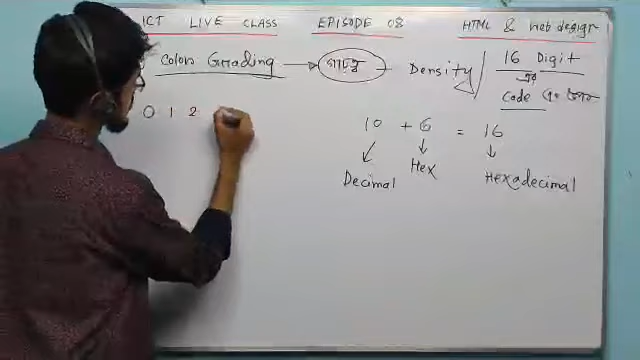 ICT LIVE CLASS EPISODE 08 HTML & web design
Colors Grading → গাঢ়ত্ব Density / 16 Digit
এর
Code
0 1 2
10 + 6 = 16
Decimal Hex Hexadecimal